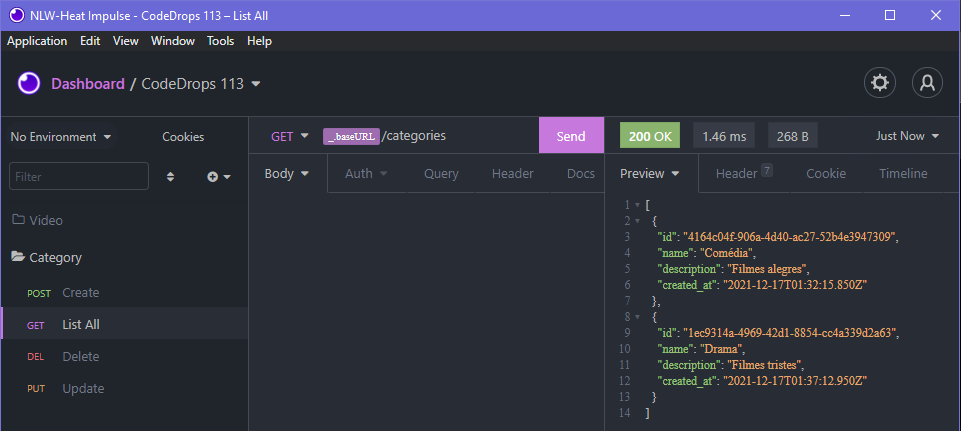 NLW-Heat Impulse - CodeDrops 113 – List All
Application Edit View Window Tools Help
Dashboard / CodeDrops 113
No Environment Cookies
Filter
Video
Category
POST Create
GET List All
DEL Delete
PUT Update
GET _.baseURL /categories Send
Body Auth Query Header Docs
200 OK 1.46 ms 268 B Just Now
Preview Header 7 Cookie Timeline
1 [
2 {
3 "id": "4164c04f-906a-4d40-ac27-52b4e3947309",
4 "name": "Comédia",
5 "description": "Filmes alegres",
6 "created_at": "2021-12-17T01:32:15.850Z"
7 },
8 {
9 "id": "1ec9314a-4969-42d1-8854-cc4a339d2a63",
10 "name": "Drama",
11 "description": "Filmes tristes",
12 "created_at": "2021-12-17T01:37:12.950Z"
13 }
14 ]